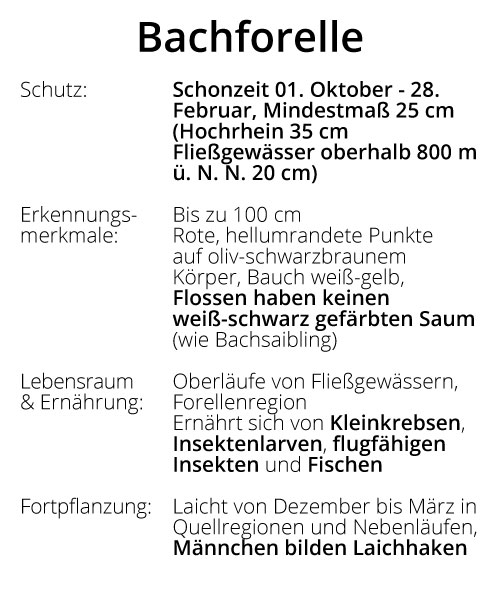 Bachforelle
Schutz: Schonzeit 01. Oktober - 28.
Februar, Mindestmaß 25 cm
(Hochrhein 35 cm
Fließgewässer oberhalb 800 m
ü. N. N. 20 cm)
Erkennungs- Bis zu 100 cm
merkmale: Rote, hellumrandete Punkte
auf oliv-schwarzbraunem
Körper, Bauch weiß-gelb,
Flossen haben keinen
weiß-schwarz gefärbten Saum
(wie Bachsaibling)
Lebensraum Oberläufe von Fließgewässern,
& Ernährung: Forellenregion
Ernährt sich von Kleinkrebsen,
Insektenlarven, flugfähigen
Insekten und Fischen
Fortpflanzung: Laicht von Dezember bis März in
Quellregionen und Nebenläufen,
Männchen bilden Laichhaken